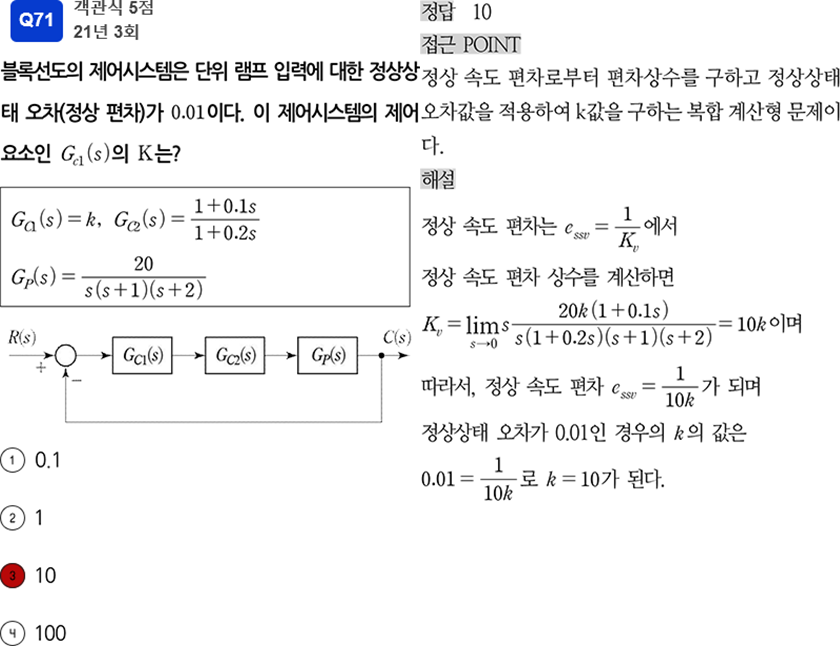 Q71
객관식 5점
21년 3회
블록선도의 제어시스템은 단위 램프 입력에 대한 정상상
태 오차(정상 편차)가 0.01이다. 이 제어시스템의 제어
요소인 G_{c1}(s)의 K는?
G_{C1}(s) = k, G_{C2}(s) = \frac{1+0.1s}{1+0.2s}
G_P(s) = \frac{20}{s(s+1)(s+2)}
R(s) + − G_{C1}(s) G_{C2}(s) G_P(s) C(s)
1 0.1
2 1
3 10
4 100
정답 10
접근 POINT
정상 속도 편차로부터 편차상수를 구하고 정상상태
오차값을 적용하여 k값을 구하는 복합 계산형 문제이
다.
해설
정상 속도 편차는 e_{ssv} = \frac{1}{K_v}에서
정상 속도 편차 상수를 계산하면
K_v = \lim_{s→0} s\frac{20k(1+0.1s)}{s(1+0.2s)(s+1)(s+2)} = 10k이며
따라서, 정상 속도 편차 e_{ssv} = \frac{1}{10k}가 되며
정상상태 오차가 0.01인 경우의 k의 값은
0.01 = \frac{1}{10k}로 k = 10가 된다.